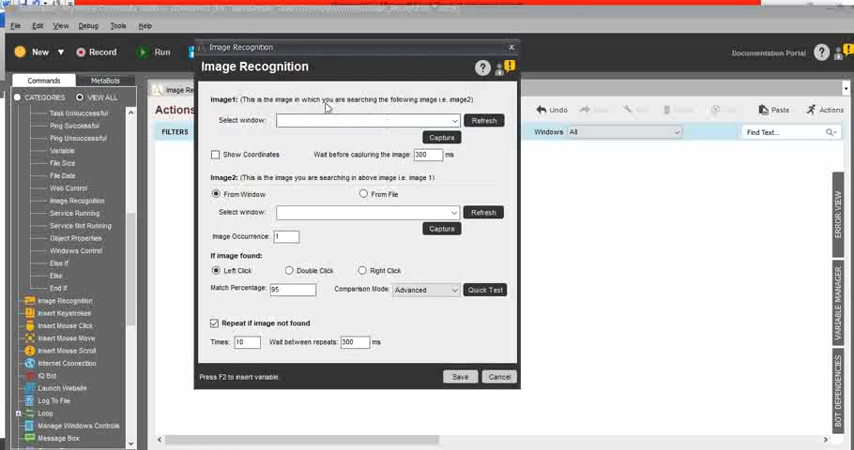 File Edit View Debug Tools Help
New Record Run
Documentation Portal
Commands MetaBots
CATEGORIES VIEW ALL
Task Unsuccessful
Ping Successful
Ping Unsuccessful
Variable
File Size
File Date
Web Control
Image Recognition
Service Running
Service Not Running
Object Properties
Windows Control
Else If
Else
End If
Image Recognition
Insert Keystrokes
Insert Mouse Click
Insert Mouse Move
Insert Mouse Scroll
Internet Connection
IQ Bot
Launch Website
Log To File
Loop
Manage Windows Controls
Message Box
Image Re
Actions
FILTERS
Undo
Paste
Actions
Windows All
Find Text...
ERROR VIEW
VARIABLE MANAGER
BOT DEPENDENCIES
Image Recognition
Image Recognition
Image1: (This is the image in which you are searching the following image i.e. image2)
Select window: Refresh
Capture
Show Coordinates Wait before capturing the image: 300 ms
Image2: (This is the image you are searching in above image i.e. image 1)
From Window From File
Select window: Refresh
Capture
Image Occurrence: 1
If image found:
Left Click Double Click Right Click
Match Percentage: 95 Comparison Mode: Advanced Quick Test
Repeat if image not found
Times: 10 Wait between repeats: 300 ms
Press F2 to insert variable.
Save Cancel